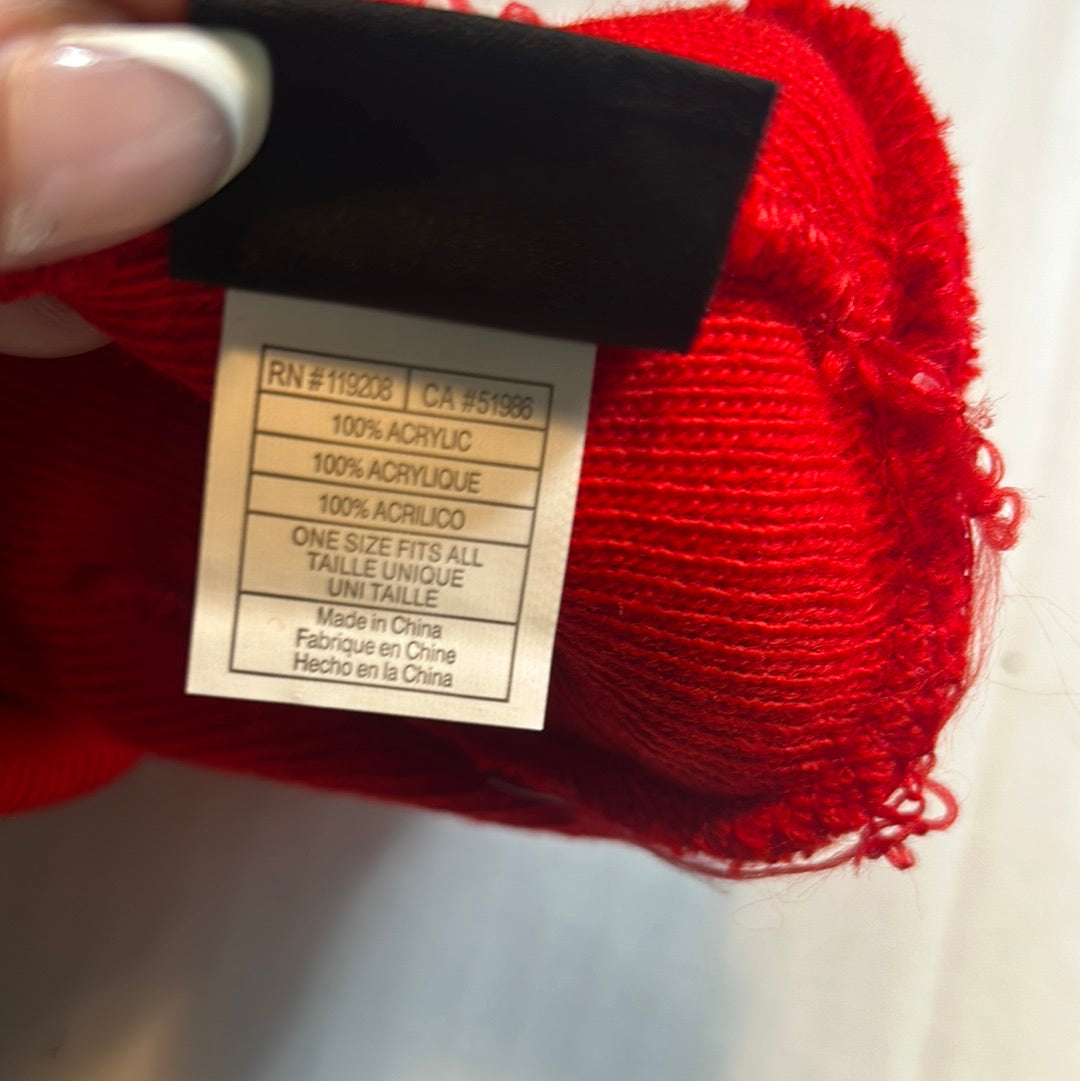 RN #119208 CA #51986
100% ACRYLIC
100% ACRYLIQUE
100% ACRILICO
ONE SIZE FITS ALL
TAILLE UNIQUE
UNI TAILLE
Made in China
Fabrique en Chine
Hecho en la China